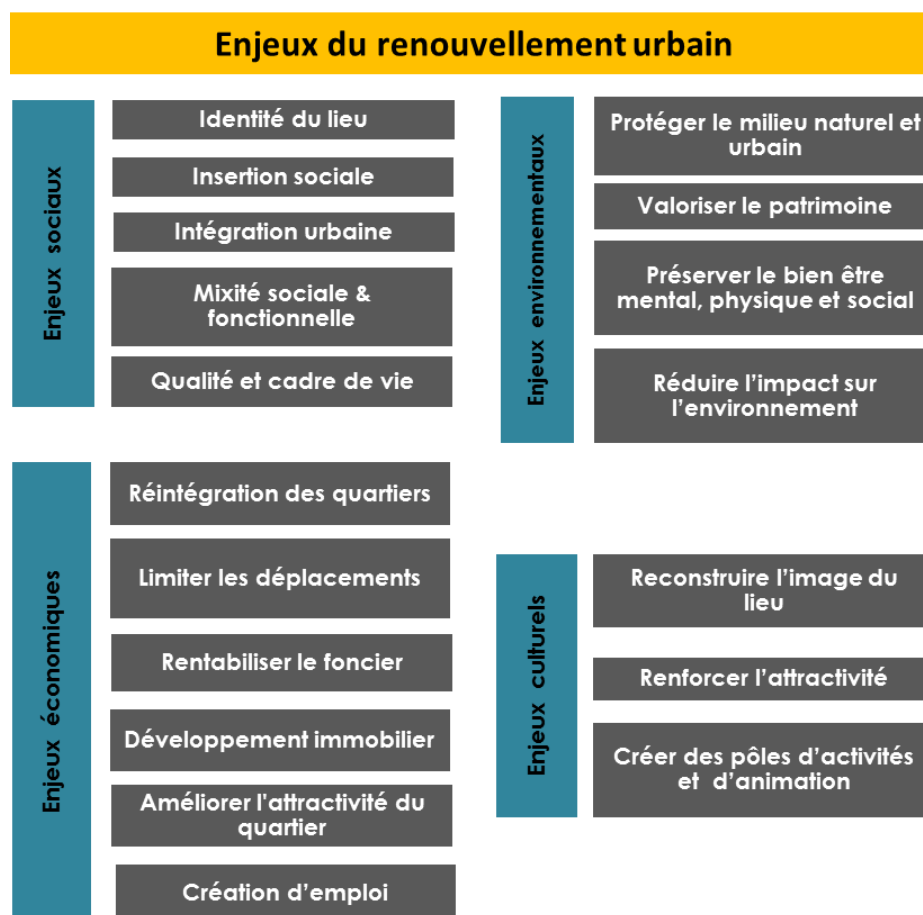 Enjeux du renouvellement urbain
Enjeux sociaux
Identité du lieu
Insertion sociale
Intégration urbaine
Mixité sociale &
fonctionnelle
Qualité et cadre de vie
Enjeux environnementaux
Protéger le milieu naturel et
urbain
Valoriser le patrimoine
Préserver le bien être
mental, physique et social
Réduire l’impact sur
l’environnement
Enjeux économiques
Réintégration des quartiers
Limiter les déplacements
Rentabiliser le foncier
Développement immobilier
Améliorer l'attractivité du
quartier
Création d’emploi
Enjeux culturels
Reconstruire l’image du
lieu
Renforcer l’attractivité
Créer des pôles d’activités
et d’animation